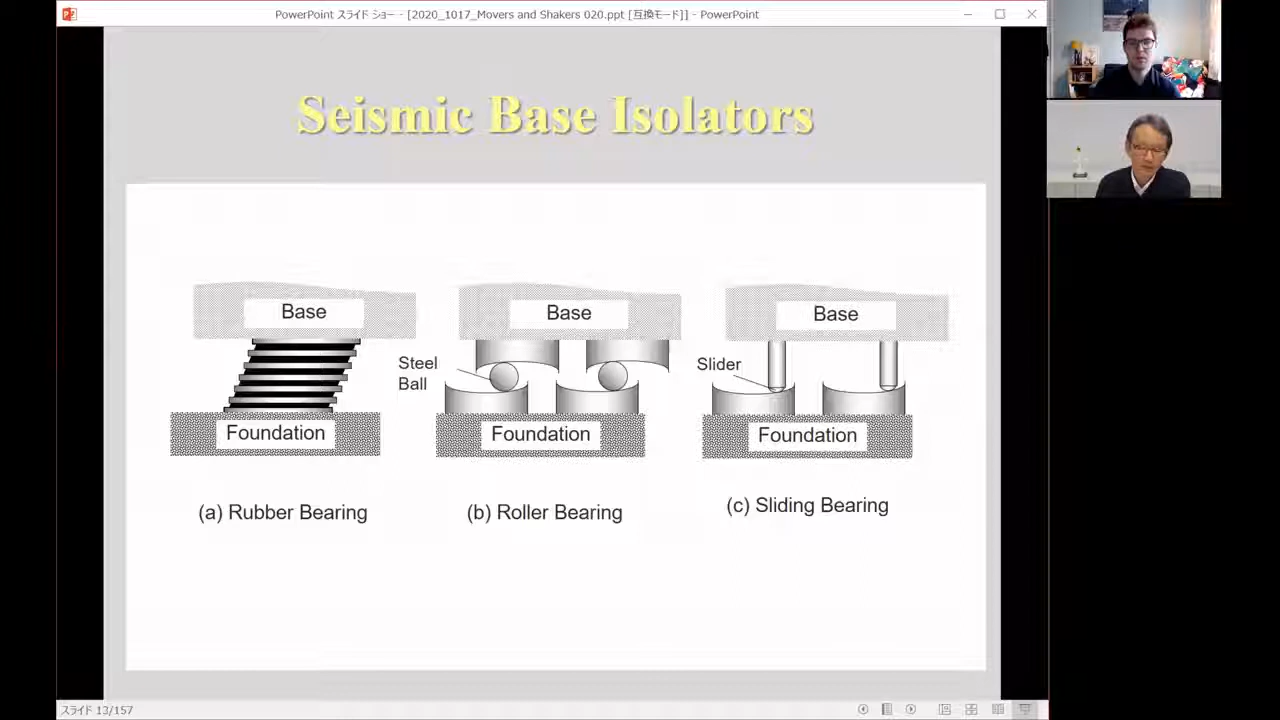 PowerPoint スライド ショー - [2020_1017_Movers and Shakers 020.ppt [互換モード]] - PowerPoint
Seismic Base Isolators
Base
Base
Base
Steel
Ball
Slider
Foundation
Foundation
Foundation
(a) Rubber Bearing
(b) Roller Bearing
(c) Sliding Bearing
スライド 13/157